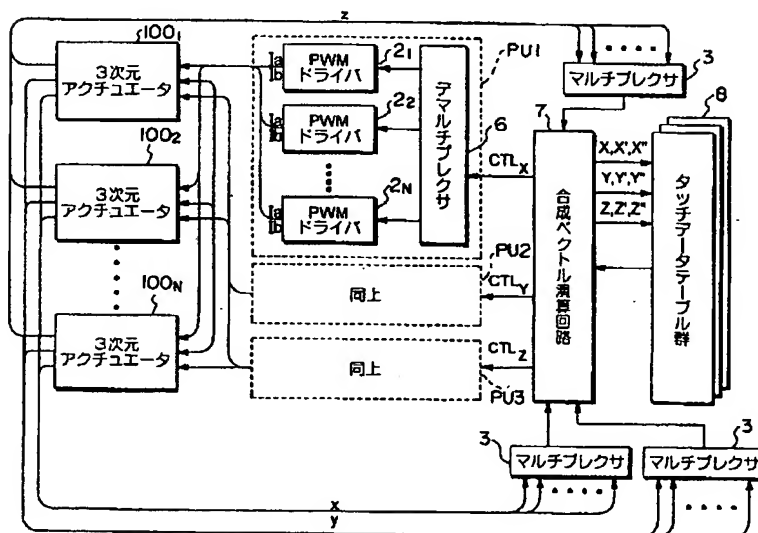 z
100₁
3次元
アクチュエータ
100₂
3次元
アクチュエータ
100N
3次元
アクチュエータ
Ia
Ib
PWM
ドライバ
2₁
Ia
Ib
PWM
ドライバ
2₂
Ia
Ib
PWM
ドライバ
2N
デマルチプレクサ
6
PU1
同上
PU2
同上
PU3
CTLX
CTLY
CTLZ
7
合成ベクトル演算回路
マルチプレクサ
3
X,X',X"
Y,Y',Y"
Z,Z',Z"
8
タッチデータテーブル群
3
マルチプレクサ
3
マルチプレクサ
x
y